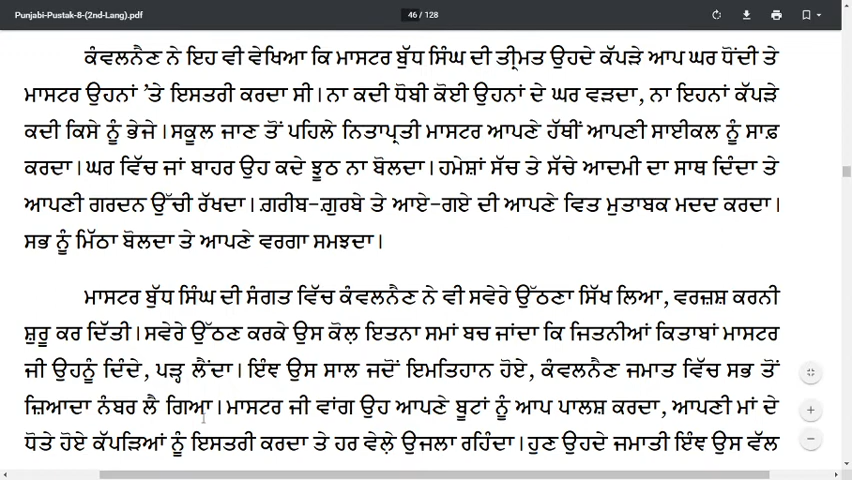 Punjabi-Pustak-8-(2nd-Lang).pdf
46 / 128
ਕੰਵਲਨੈਣ ਨੇ ਇਹ ਵੀ ਵੇਖਿਆ ਕਿ ਮਾਸਟਰ ਬੁੱਧ ਸਿੰਘ ਦੀ ਤੀਮਤ ਉਹਦੇ ਕੱਪੜੇ ਆਪ ਘਰ ਧੋਂਦੀ ਤੇ
ਮਾਸਟਰ ਉਹਨਾਂ ’ਤੇ ਇਸਤਰੀ ਕਰਦਾ ਸੀ। ਨਾ ਕਦੀ ਧੋਬੀ ਕੋਈ ਉਹਨਾਂ ਦੇ ਘਰ ਵੜਦਾ, ਨਾ ਇਹਨਾਂ ਕੱਪੜੇ
ਕਦੀ ਕਿਸੇ ਨੂੰ ਭੇਜੇ। ਸਕੂਲ ਜਾਣ ਤੋਂ ਪਹਿਲੇ ਨਿਤਾਪ੍ਰਤੀ ਮਾਸਟਰ ਆਪਣੇ ਹੱਥੀਂ ਆਪਣੀ ਸਾਈਕਲ ਨੂੰ ਸਾਫ਼
ਕਰਦਾ। ਘਰ ਵਿੱਚ ਜਾਂ ਬਾਹਰ ਉਹ ਕਦੇ ਝੂਠ ਨਾ ਬੋਲਦਾ। ਹਮੇਸ਼ਾਂ ਸੱਚ ਤੇ ਸੱਚੇ ਆਦਮੀ ਦਾ ਸਾਥ ਦਿੰਦਾ ਤੇ
ਆਪਣੀ ਗਰਦਨ ਉੱਚੀ ਰੱਖਦਾ। ਗ਼ਰੀਬ-ਗ਼ੁਰਬੇ ਤੇ ਆਏ-ਗਏ ਦੀ ਆਪਣੇ ਵਿਤ ਮੁਤਾਬਕ ਮਦਦ ਕਰਦਾ।
ਸਭ ਨੂੰ ਮਿੱਠਾ ਬੋਲਦਾ ਤੇ ਆਪਣੇ ਵਰਗਾ ਸਮਝਦਾ।
ਮਾਸਟਰ ਬੁੱਧ ਸਿੰਘ ਦੀ ਸੰਗਤ ਵਿੱਚ ਕੰਵਲਨੈਣ ਨੇ ਵੀ ਸਵੇਰੇ ਉੱਠਣਾ ਸਿੱਖ ਲਿਆ, ਵਰਜ਼ਸ਼ ਕਰਨੀ
ਸ਼ੁਰੂ ਕਰ ਦਿੱਤੀ। ਸਵੇਰੇ ਉੱਠਣ ਕਰਕੇ ਉਸ ਕੋਲ਼ ਇਤਨਾ ਸਮਾਂ ਬਚ ਜਾਂਦਾ ਕਿ ਜਿਤਨੀਆਂ ਕਿਤਾਬਾਂ ਮਾਸਟਰ
ਜੀ ਉਹਨੂੰ ਦਿੰਦੇ, ਪੜ੍ਹ ਲੈਂਦਾ। ਇੰਞ ਉਸ ਸਾਲ ਜਦੋਂ ਇਮਤਿਹਾਨ ਹੋਏ, ਕੰਵਲਨੈਣ ਜਮਾਤ ਵਿੱਚ ਸਭ ਤੋਂ
ਜ਼ਿਆਦਾ ਨੰਬਰ ਲੈ ਗਿਆ। ਮਾਸਟਰ ਜੀ ਵਾਂਗ ਉਹ ਆਪਣੇ ਬੂਟਾਂ ਨੂੰ ਆਪ ਪਾਲਸ਼ ਕਰਦਾ, ਆਪਣੀ ਮਾਂ ਦੇ
ਧੋਤੇ ਹੋਏ ਕੱਪੜਿਆਂ ਨੂੰ ਇਸਤਰੀ ਕਰਦਾ ਤੇ ਹਰ ਵੇਲ਼ੇ ਉਜਲਾ ਰਹਿੰਦਾ। ਹੁਣ ਉਹਦੇ ਜਮਾਤੀ ਇੰਞ ਉਸ ਵੱਲ